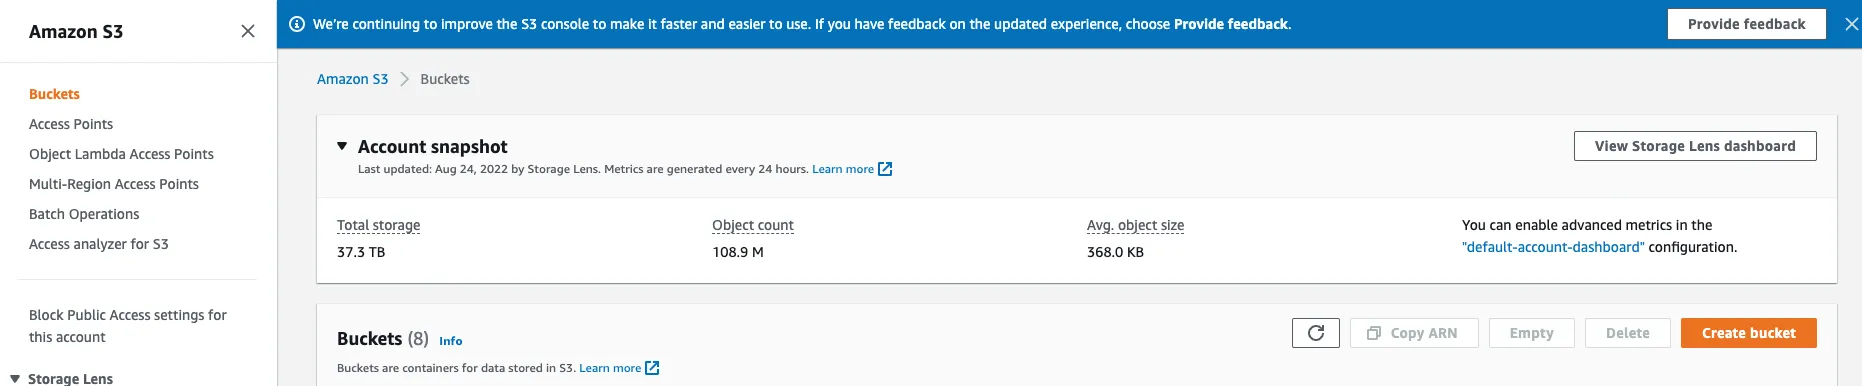 Amazon S3
We're continuing to improve the S3 console to make it faster and easier to use. If you have feedback on the updated experience, choose Provide feedback.
Provide feedback
Buckets
Access Points
Object Lambda Access Points
Multi-Region Access Points
Batch Operations
Access analyzer for S3
Block Public Access settings for
this account
Storage Lens
Amazon S3 > Buckets
Account snapshot
Last updated: Aug 24, 2022 by Storage Lens. Metrics are generated every 24 hours. Learn more
View Storage Lens dashboard
Total storage
37.3 TB
Object count
108.9 M
Avg. object size
368.0 KB
You can enable advanced metrics in the
"default-account-dashboard" configuration.
Buckets (8) Info
Buckets are containers for data stored in S3. Learn more
Copy ARN
Empty
Delete
Create bucket